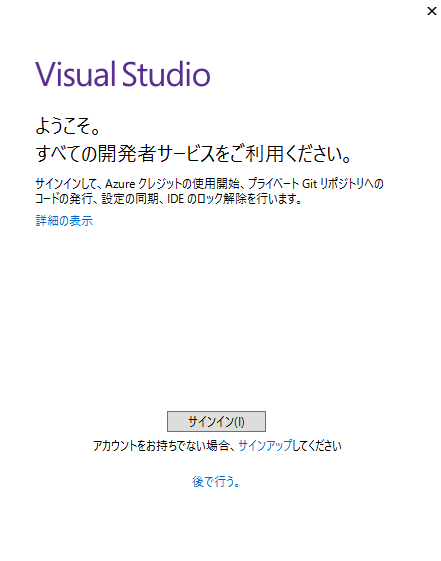 Visual Studio
ようこそ。
すべての開発者サービスをご利用ください。
サインインして、Azure クレジットの使用開始、プライベート Git リポジトリへの
コードの発行、設定の同期、IDE のロック解除を行います。
詳細の表示
サインイン(I)
アカウントをお持ちでない場合、サインアップしてください
後で行う。